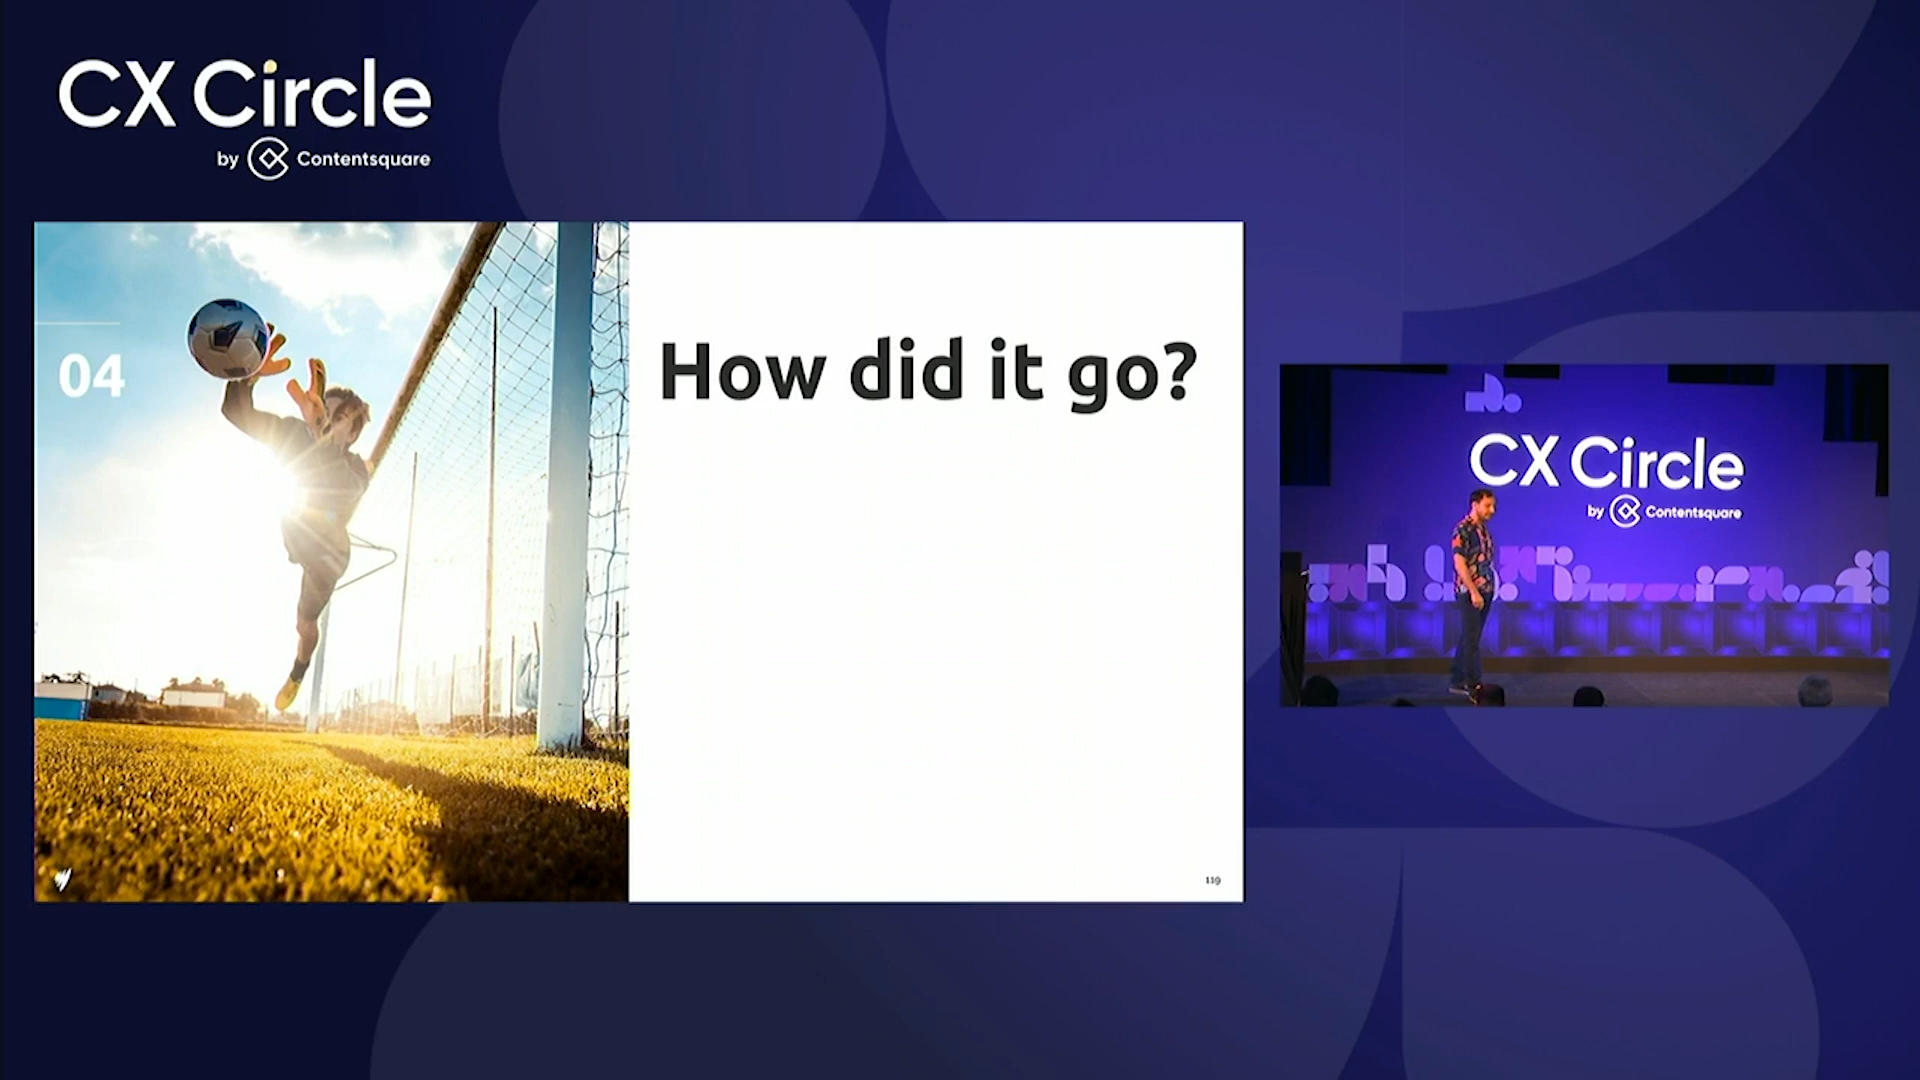 CX Circle
by Contentsquare
04
How did it go?
119
CX Circle
by Contentsquare